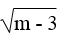 √(m - 3)